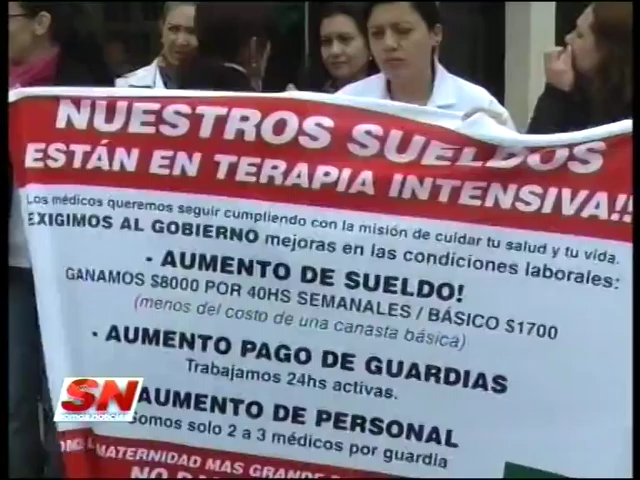 NUESTROS SUELDOS
ESTÁN EN TERAPIA INTENSIVA!!
Los médicos queremos seguir cumpliendo con la misión de cuidar tu salud y tu vida.
EXIGIMOS AL GOBIERNO mejoras en las condiciones laborales:
· AUMENTO DE SUELDO!
GANAMOS $8000 POR 40HS SEMANALES / BÁSICO $1700
(menos del costo de una canasta básica)
· AUMENTO PAGO DE GUARDIAS
Trabajamos 24hs activas.
AUMENTO DE PERSONAL
Somos solo 2 a 3 médicos por guardia
MATERNIDAD MAS GRANDE
NO
SN
somos noticias